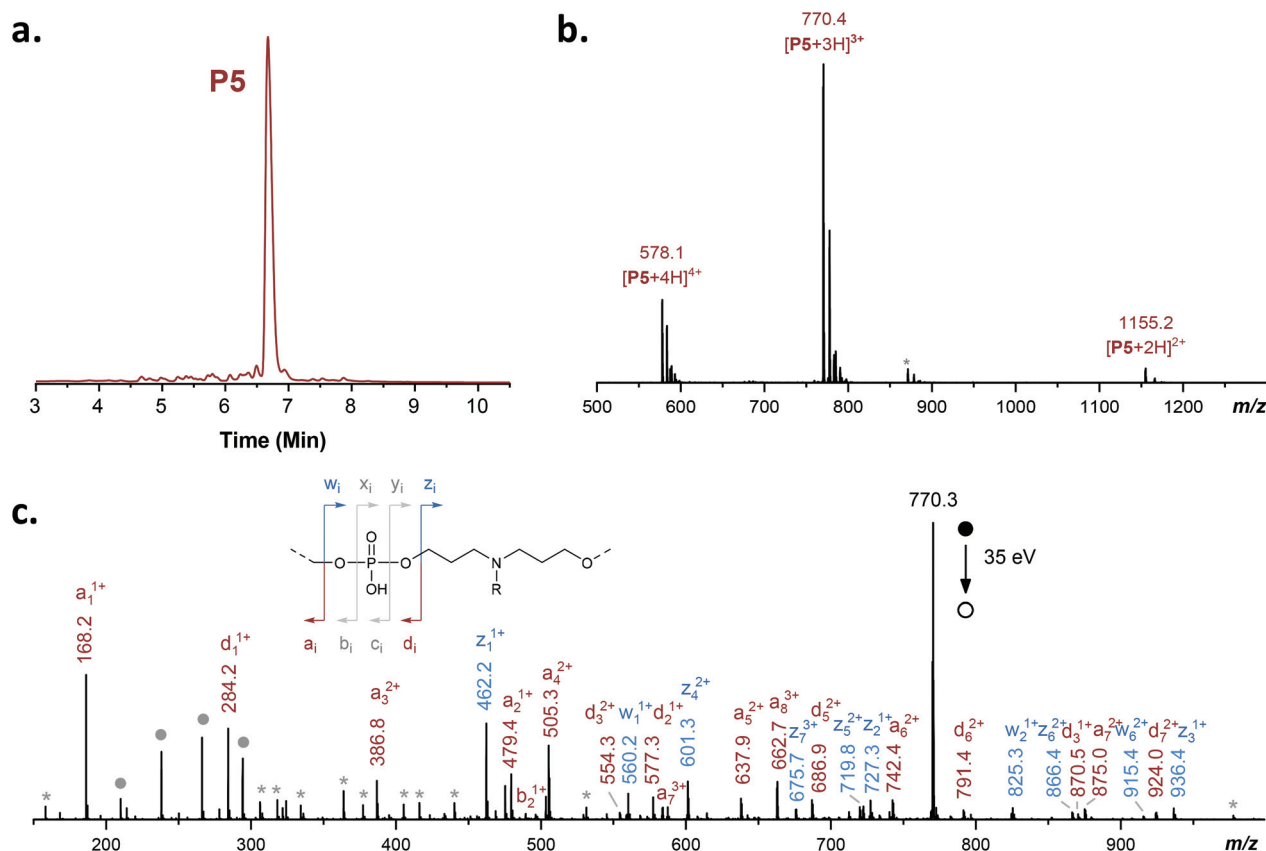 a.
P5
3 4 5 6 7 8 9 10
Time (Min)
b.
770.4
[P5+3H]³⁺
578.1
[P5+4H]⁴⁺
1155.2
[P5+2H]²⁺
*
500 600 700 800 900 1000 1100 1200 m/z
c.
wᵢ xᵢ yᵢ zᵢ
O
O P O N O
OH R
aᵢ bᵢ cᵢ dᵢ
770.3
35 eV
168.2 a₁¹⁺
284.2 d₁¹⁺
386.8 a₃²⁺
462.2 z₁¹⁺
479.4 a₂¹⁺
b₂¹⁺
505.3 a₄²⁺
554.3 d₃²⁺
560.2 w₁¹⁺
577.3 d₂¹⁺
a₇³⁺
601.3 z₄²⁺
637.9 a₅²⁺
662.7 a₈³⁺
675.7 z₇³⁺
686.9 d₅²⁺
719.8 z₅²⁺
727.3 z₂¹⁺
742.4 a₆²⁺
791.4 d₆²⁺
825.3 w₂¹⁺
866.4 z₆²⁺
870.5 d₃¹⁺
875.0 a₇²⁺
915.4 w₆²⁺
924.0 d₇²⁺
936.4 z₃¹⁺
* * * * * * * * * *
200 300 400 500 600 700 800 900 m/z